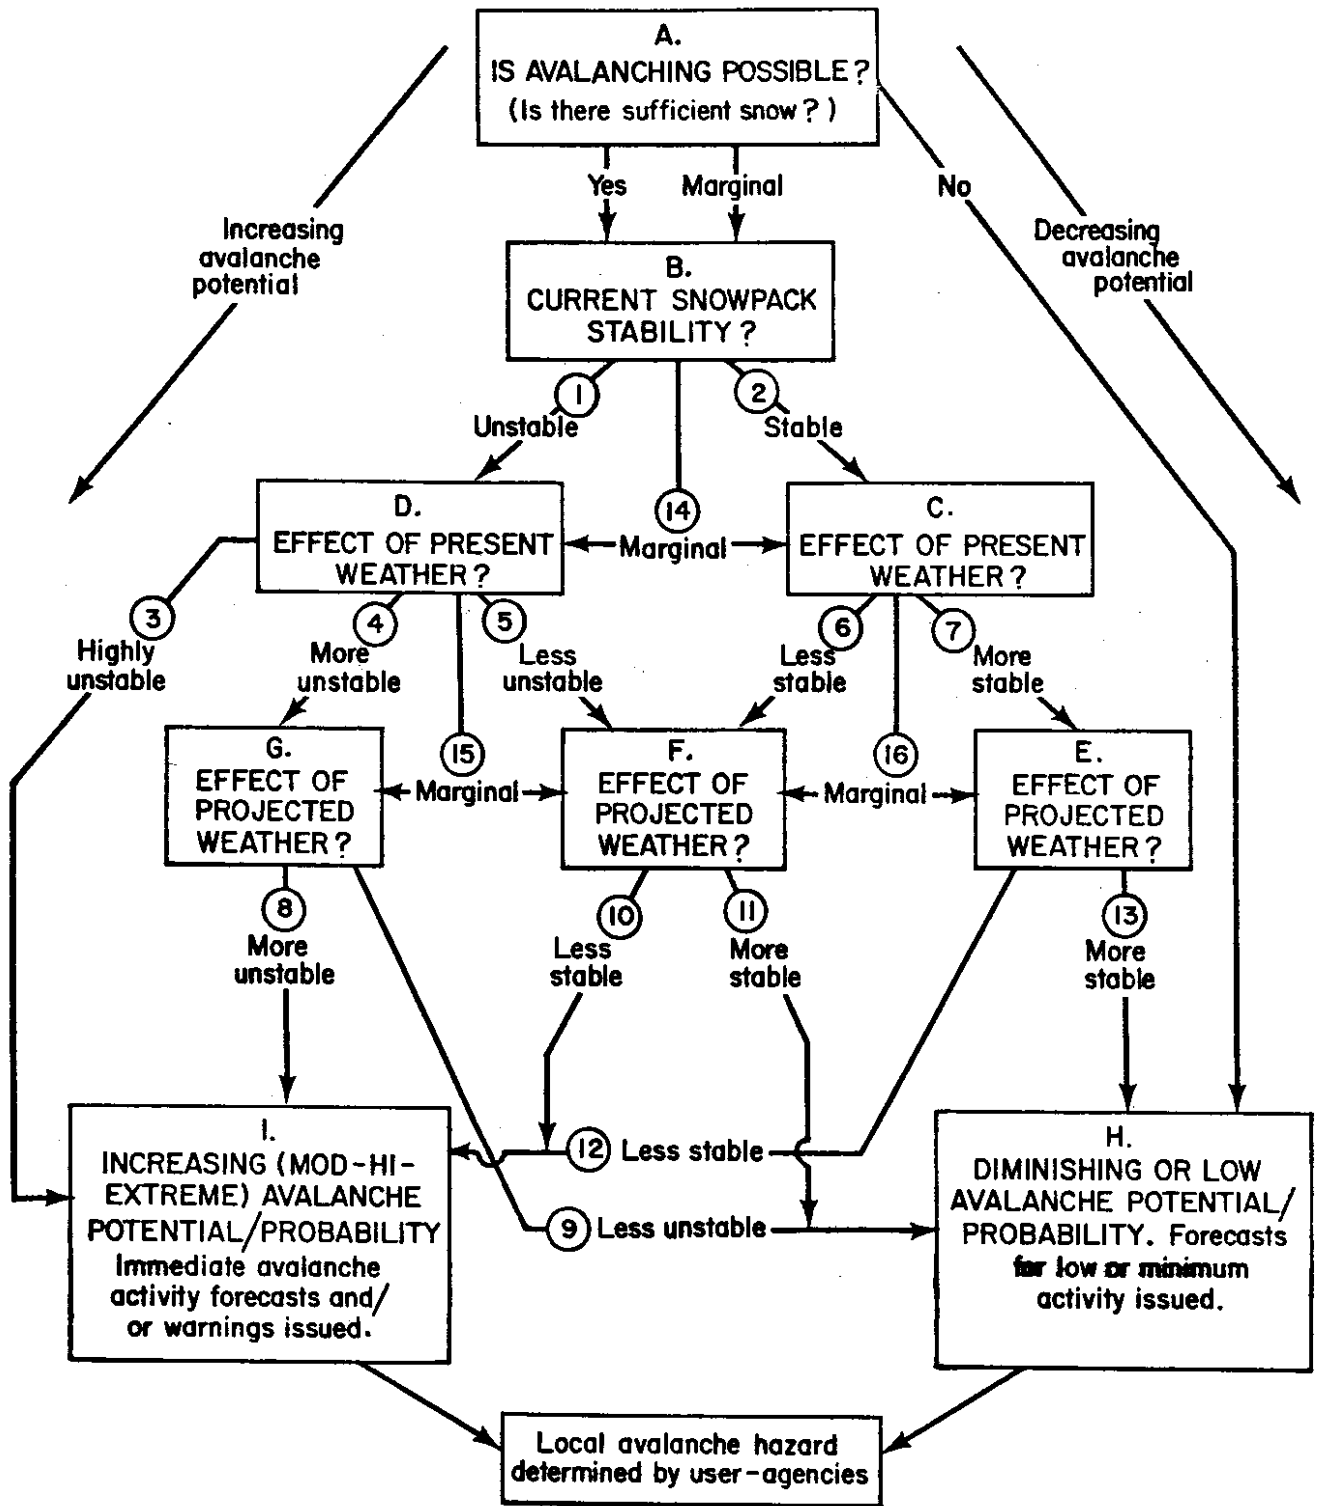 A.
IS AVALANCHING POSSIBLE?
(Is there sufficient snow?)
Yes
Marginal
No
Increasing
avalanche
potential
Decreasing
avalanche
potential
B.
CURRENT SNOWPACK
STABILITY?
1
Unstable
2
Stable
14
Marginal
D.
EFFECT OF PRESENT
WEATHER?
C.
EFFECT OF PRESENT
WEATHER?
3
Highly
unstable
4
More
unstable
5
Less
unstable
6
Less
stable
7
More
stable
15
Marginal
16
Marginal
G.
EFFECT OF
PROJECTED
WEATHER?
F.
EFFECT OF
PROJECTED
WEATHER?
E.
EFFECT OF
PROJECTED
WEATHER?
8
More
unstable
10
Less
stable
11
More
stable
13
More
stable
12 Less stable
9 Less unstable
I.
INCREASING (MOD-HI-
EXTREME) AVALANCHE
POTENTIAL/PROBABILITY
Immediate avalanche
activity forecasts and/
or warnings issued.
H.
DIMINISHING OR LOW
AVALANCHE POTENTIAL/
PROBABILITY. Forecasts
for low or minimum
activity issued.
Local avalanche hazard
determined by user-agencies